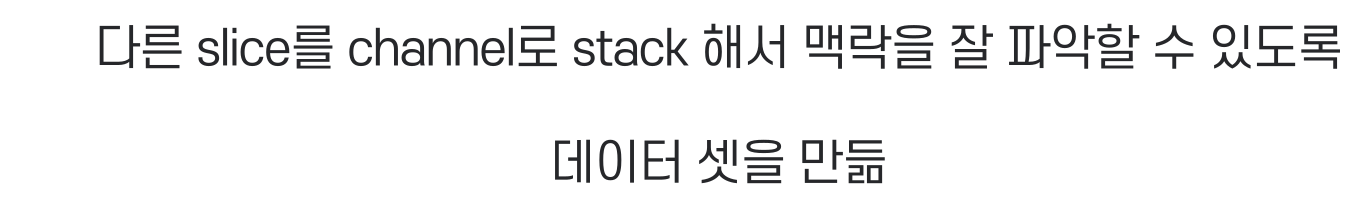 다른 slice를 channel로 stack 해서 맥락을 잘 파악할 수 있도록
데이터 셋을 만듦